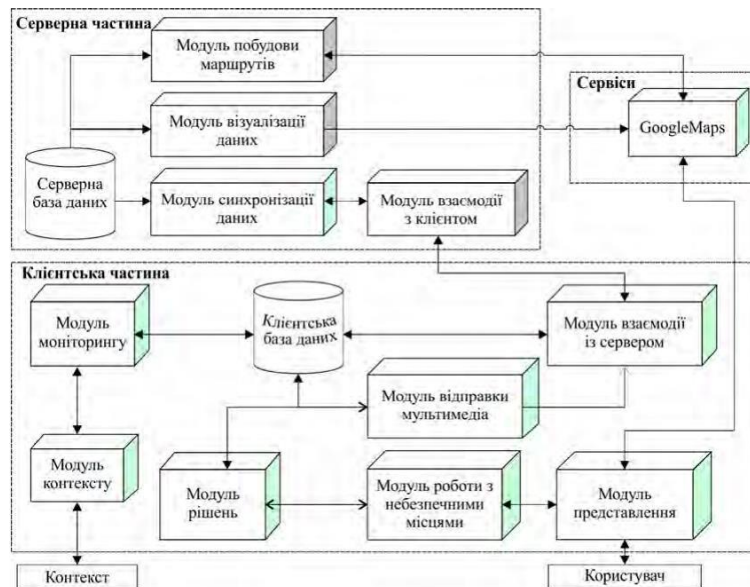 Серверна частина
Модуль побудови
маршрутів
Сервіси
Модуль візуалізації
даних
GoogleMaps
Серверна
база даних
Модуль синхронізації
даних
Модуль взаємодії
з клієнтом
Клієнтська частина
Модуль
моніторингу
Клієнтська
база даних
Модуль взаємодії
із сервером
Модуль відправки
мультимедіа
Модуль
контексту
Модуль
рішень
Модуль роботи з
небезпечними
місцями
Модуль
представлення
Контекст
Користувач